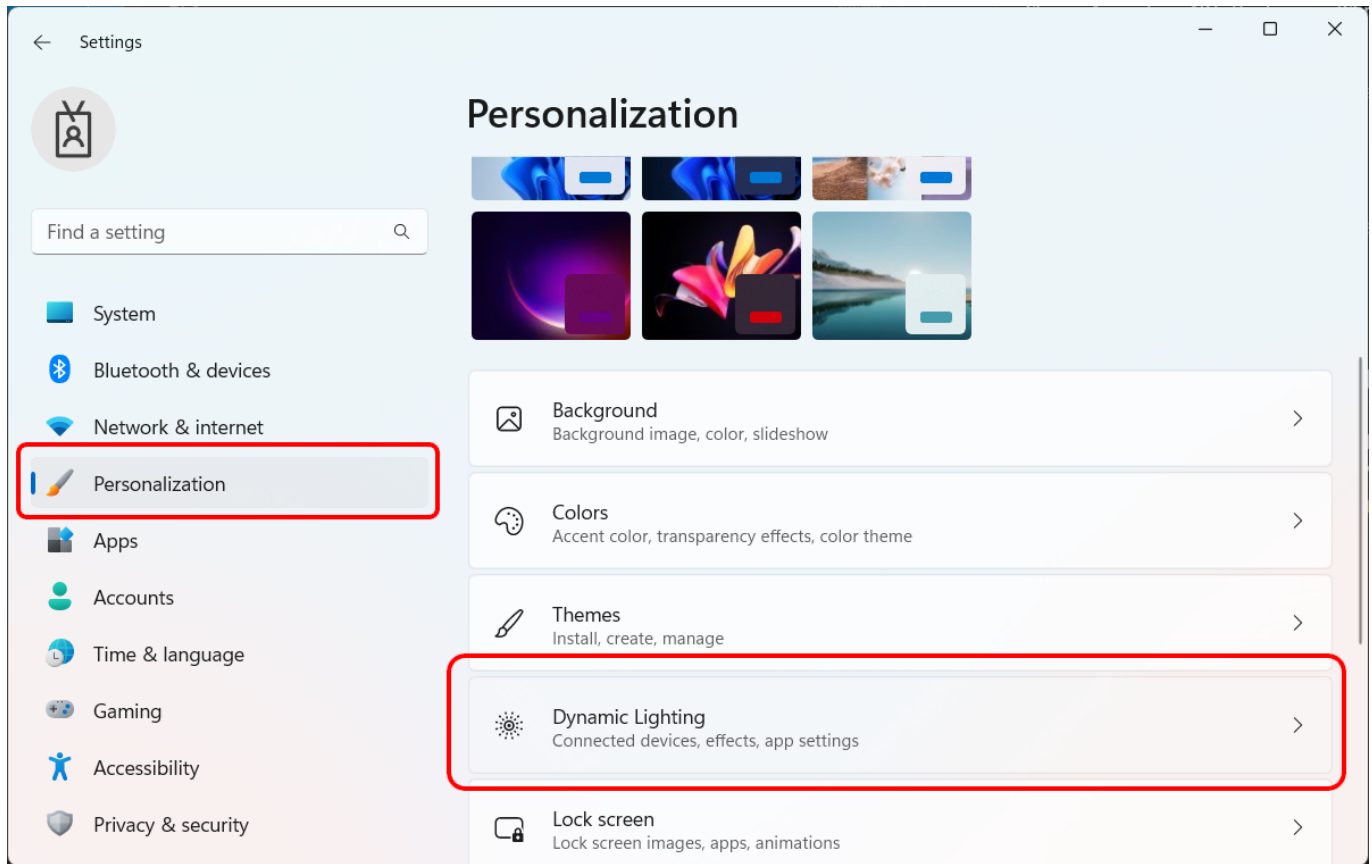 Settings
Find a setting
System
Bluetooth & devices
Network & internet
Personalization
Apps
Accounts
Time & language
Gaming
Accessibility
Privacy & security
Personalization
Background
Background image, color, slideshow
Colors
Accent color, transparency effects, color theme
Themes
Install, create, manage
Dynamic Lighting
Connected devices, effects, app settings
Lock screen
Lock screen images, apps, animations